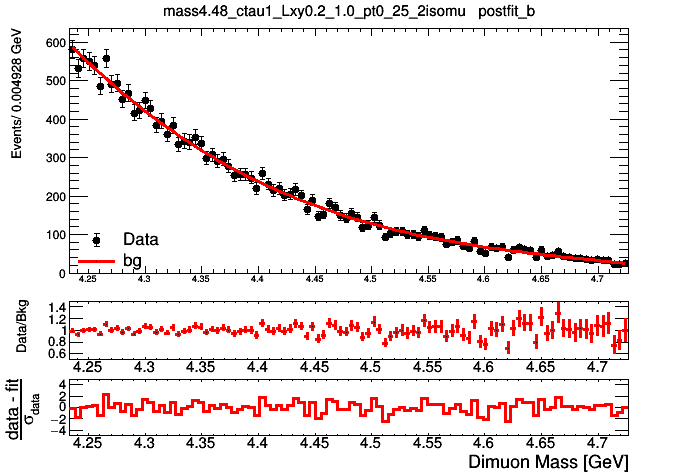 mass4.48_ctau1_Lxy0.2_1.0_pt0_25_2isomu postfit_b
Events/ 0.004928 GeV
600
500
400
300
200
100
0
Data
bg
4.25 4.3 4.35 4.4 4.45 4.5 4.55 4.6 4.65 4.7
Data/Bkg
1.4
1.2
1
0.8
0.6
4.25 4.3 4.35 4.4 4.45 4.5 4.55 4.6 4.65 4.7
data - fit
σdata
4
2
0
−2
−4
4.25 4.3 4.35 4.4 4.45 4.5 4.55 4.6 4.65 4.7
Dimuon Mass [GeV]